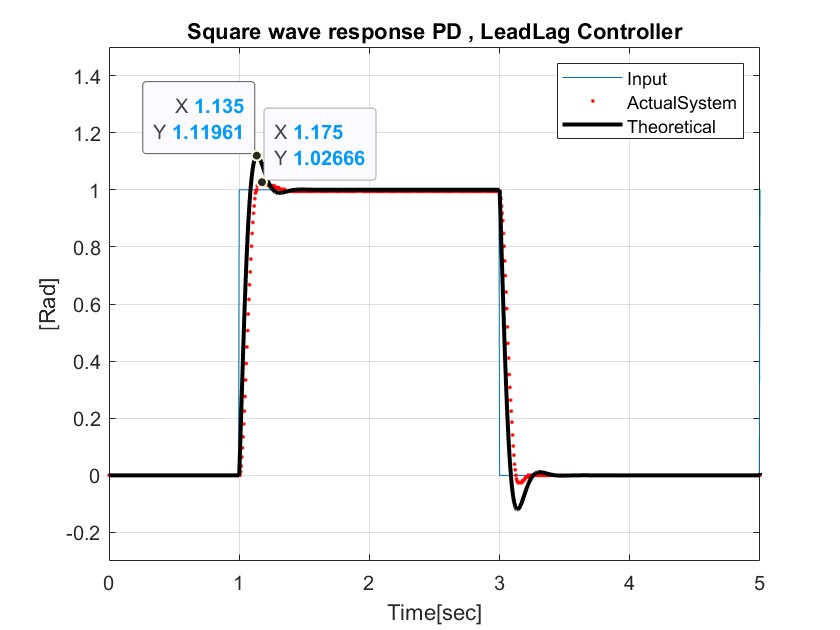 Square wave response PD , LeadLag Controller
1.4
1.2
1
0.8
0.6
0.4
0.2
0
-0.2
[Rad]
X 1.135
Y 1.11961
X 1.175
Y 1.02666
Input
ActualSystem
Theoretical
0
1
2
3
4
5
Time[sec]